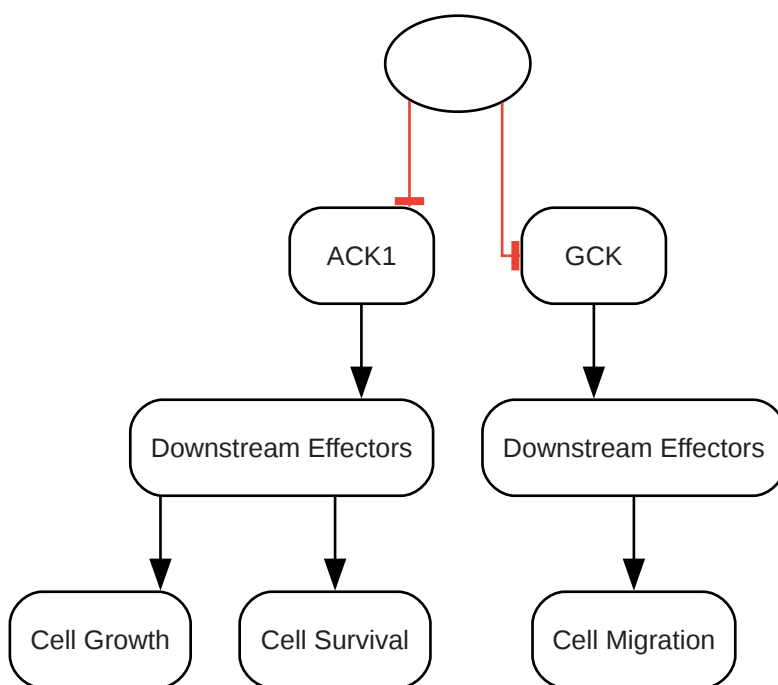 ACK1
GCK
Downstream Effectors
Downstream Effectors
Cell Growth
Cell Survival
Cell Migration